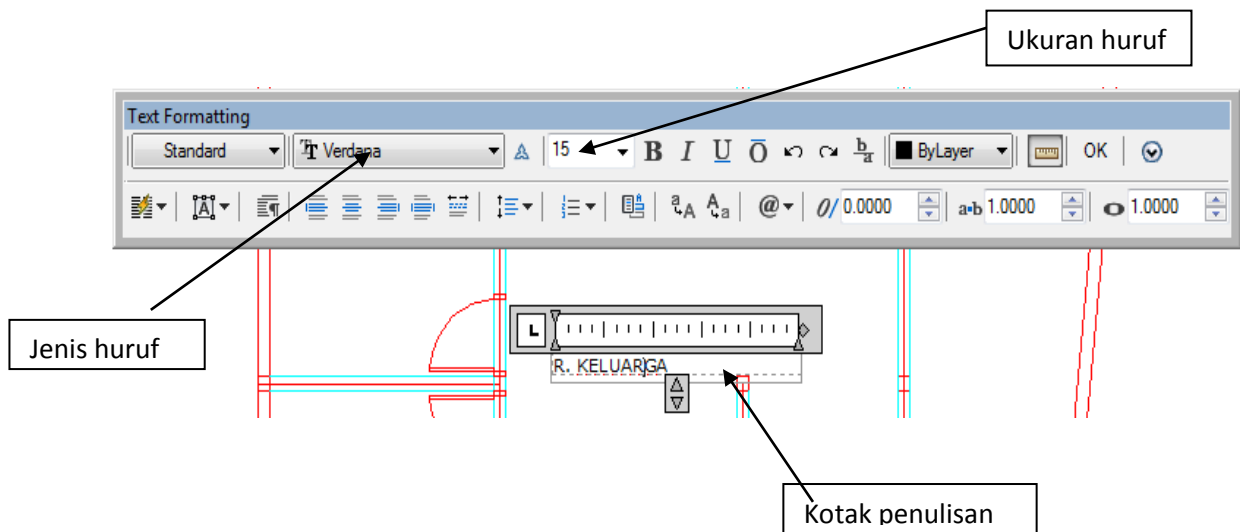 Ukuran huruf
Text Formatting
Standard Verdana 15 B I U O b/a ByLayer OK
@ 0/ 0.0000 a•b 1.0000 1.0000
Jenis huruf
R. KELUARGA
Kotak penulisan